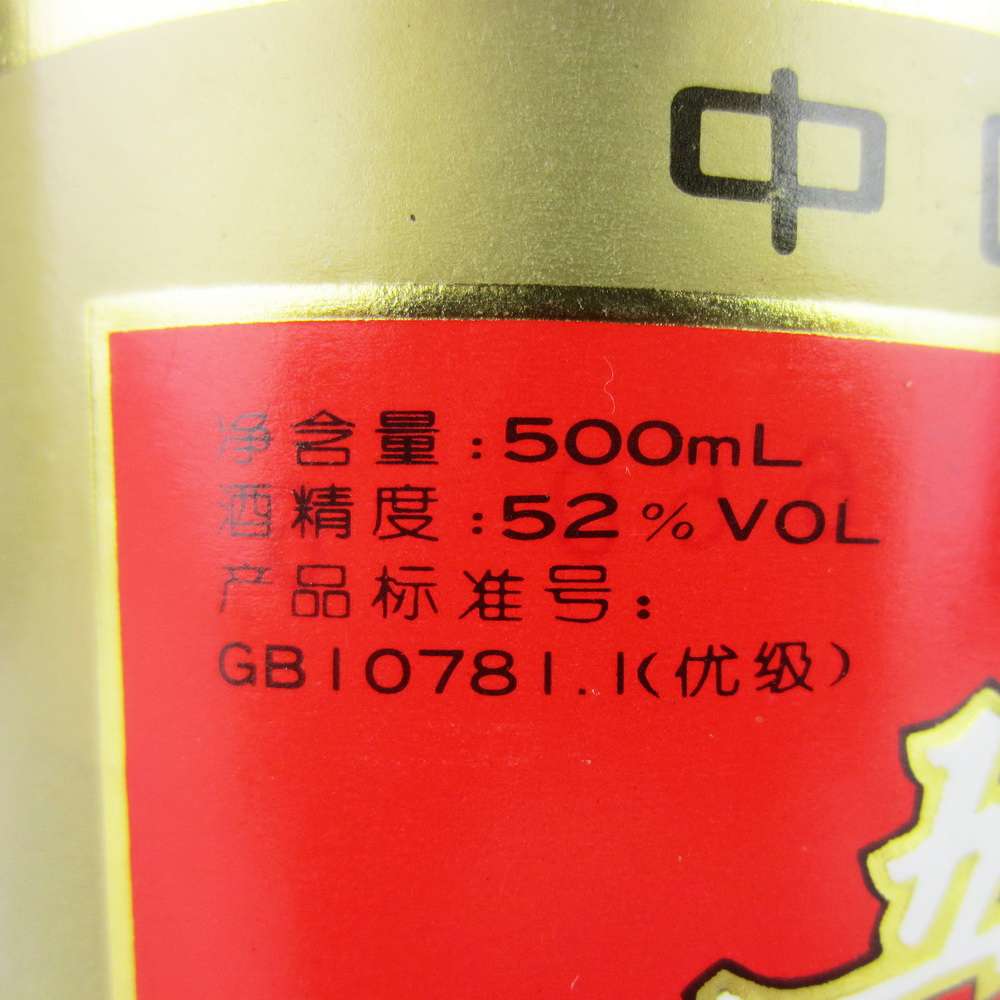 中
净含量:500mL
酒精度:52%VOL
产品标准号:
GB10781.1(优级)